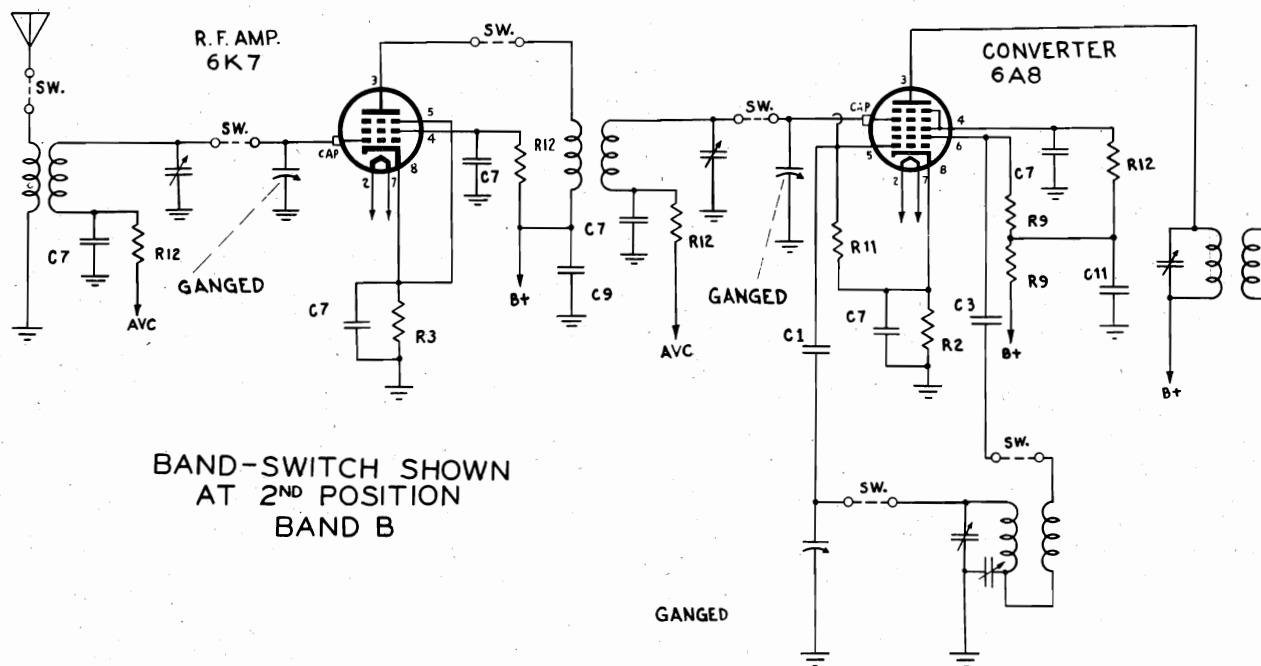 R.F. AMP.
6K7
SW.
SW.
SW.
CAP
3
5
4
8
2
7
C7
R12
AVC
GANGED
C7
R3
C7
R12
B+
C9
C7
R12
AVC
GANGED
SW.
CONVERTER
6A8
CAP
3
4
6
5
8
2
7
R11
C7
R2
C1
C3
C7
R9
R9
B+
R12
C11
B+
SW.
SW.
GANGED
BAND-SWITCH SHOWN
AT 2ND POSITION
BAND B